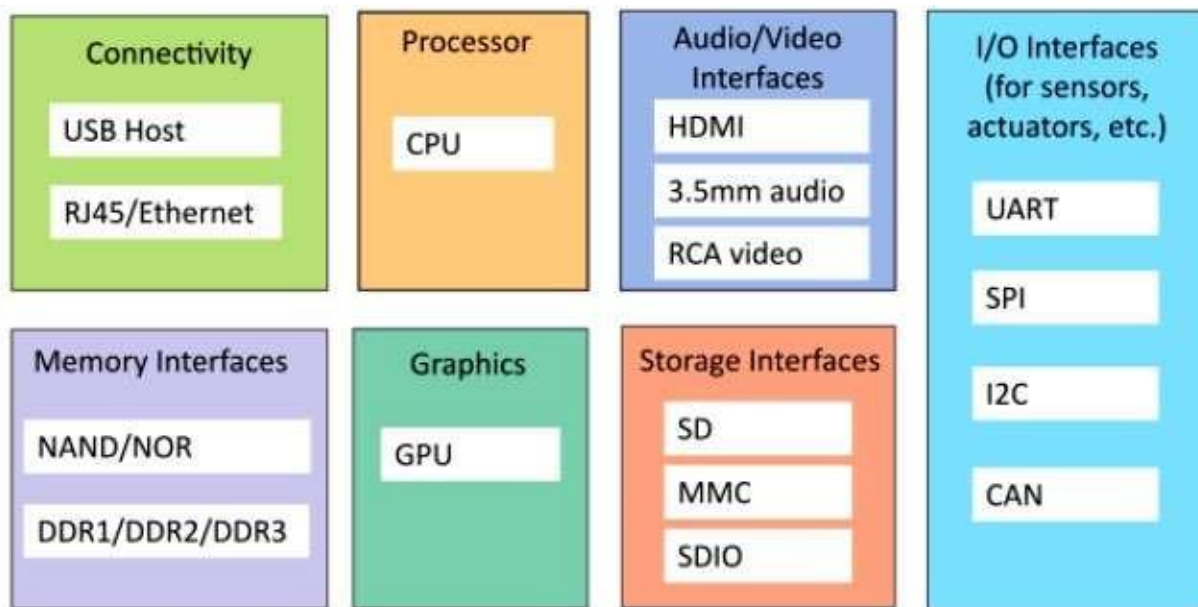 Connectivity
USB Host
RJ45/Ethernet
Processor
CPU
Audio/Video
Interfaces
HDMI
3.5mm audio
RCA video
I/O Interfaces
(for sensors,
actuators, etc.)
UART
SPI
I2C
CAN
Memory Interfaces
NAND/NOR
DDR1/DDR2/DDR3
Graphics
GPU
Storage Interfaces
SD
MMC
SDIO